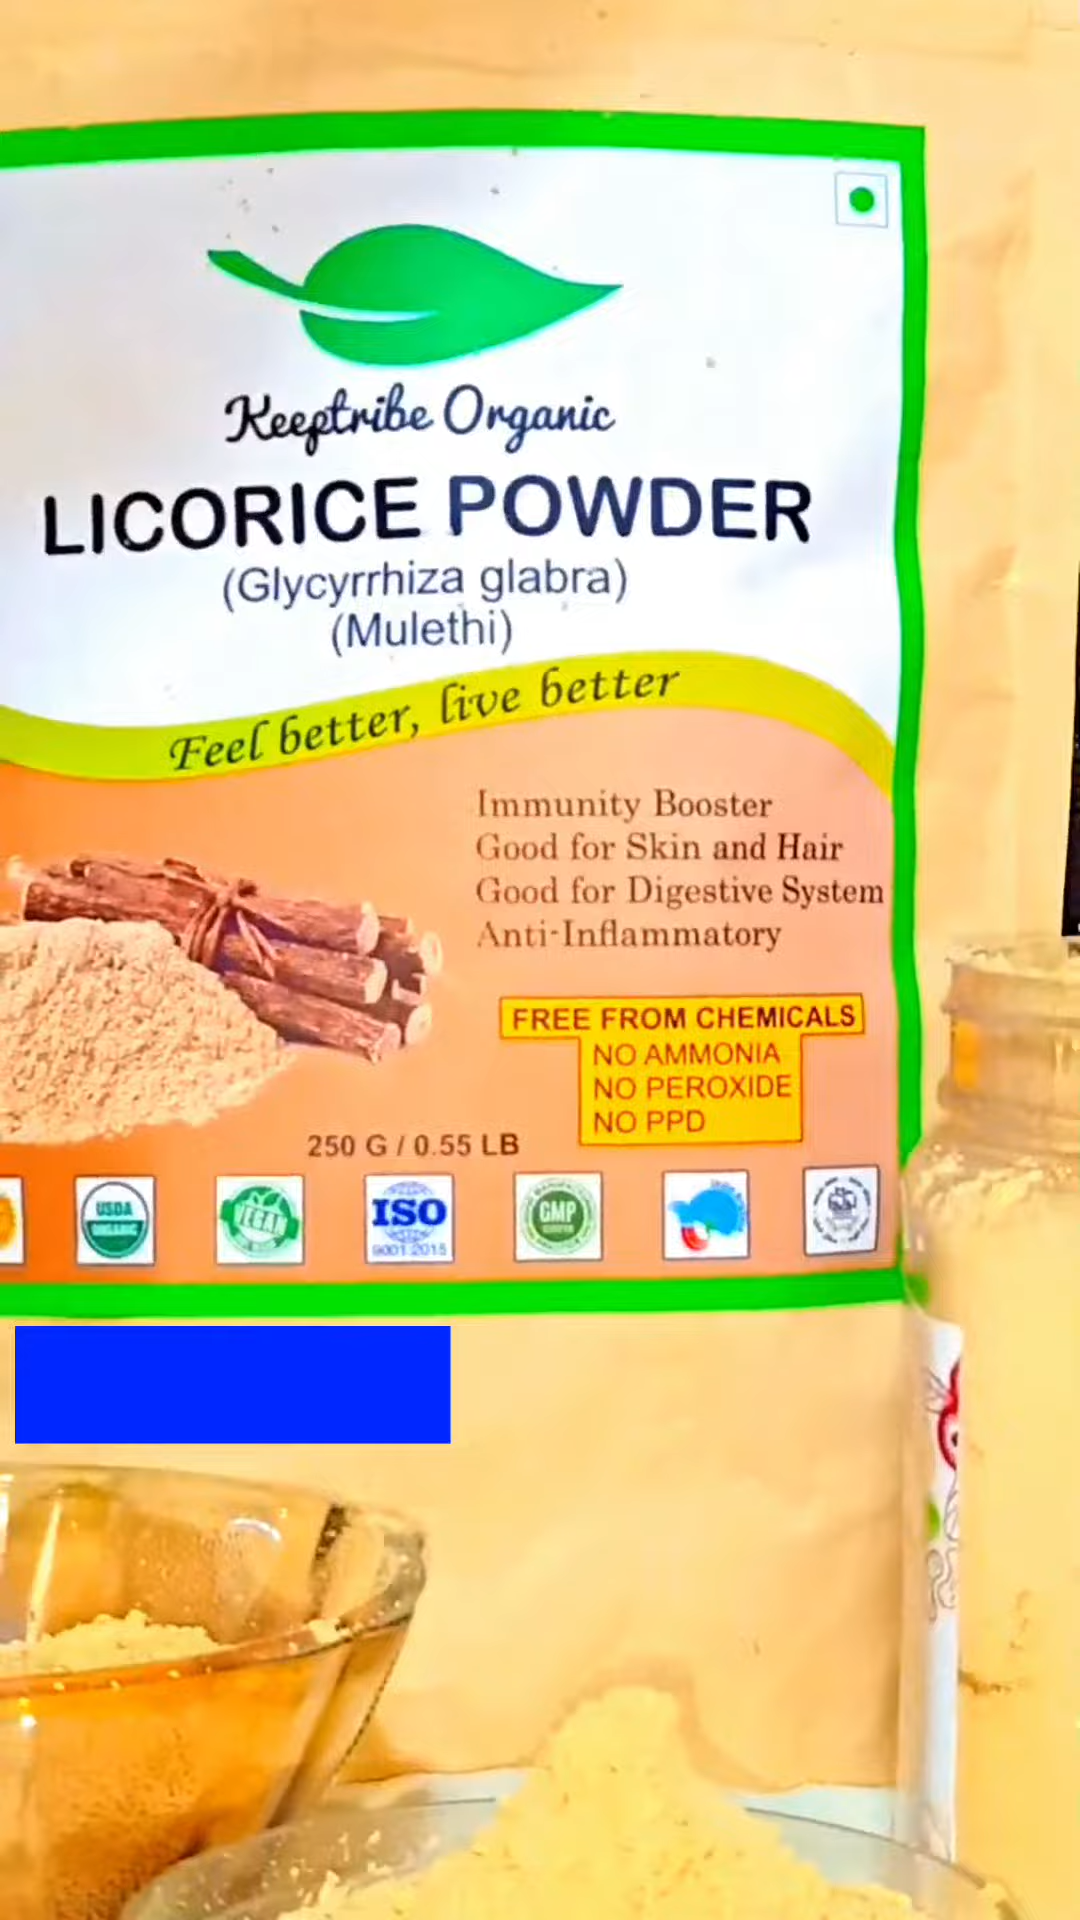 Keeptribe Organic
LICORICE POWDER
(Glycyrrhiza glabra)
(Mulethi)
Feel better, live better
Immunity Booster
Good for Skin and Hair
Good for Digestive System
Anti-Inflammatory
FREE FROM CHEMICALS
NO AMMONIA
NO PEROXIDE
NO PPD
250 G / 0.55 LB
USDA
ORGANIC
VEGAN
ISO
9001:2015
GMP